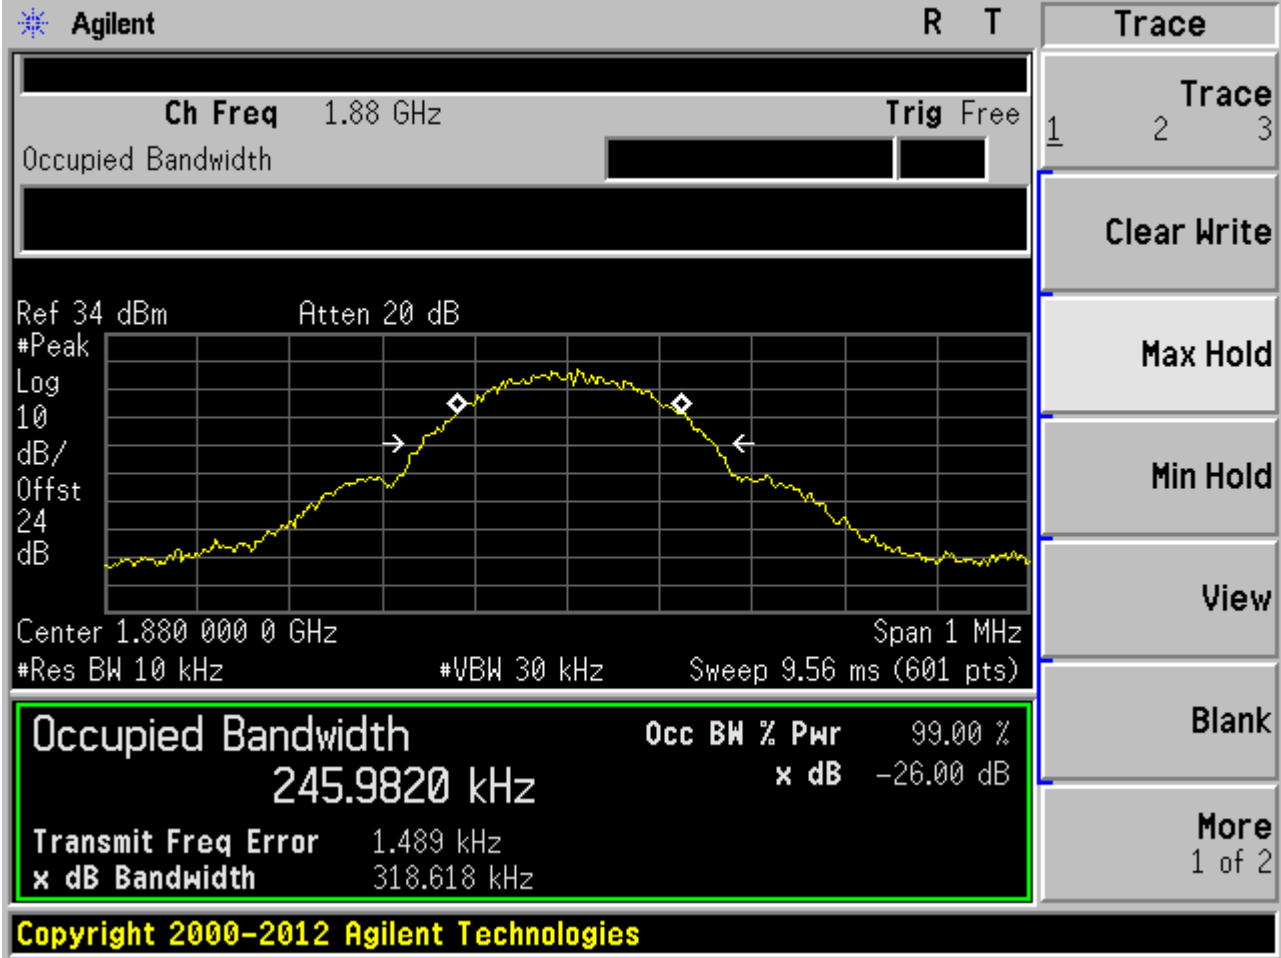 Agilent R T Trace
Ch Freq 1.88 GHz Trig Free
Occupied Bandwidth
Trace
1 2 3
Clear Write
Max Hold
Min Hold
View
Blank
More
1 of 2
Ref 34 dBm Atten 20 dB
#Peak
Log
10
dB/
Offst
24
dB
Center 1.880 000 0 GHz Span 1 MHz
#Res BW 10 kHz #VBW 30 kHz Sweep 9.56 ms (601 pts)
Occupied Bandwidth Occ BW % Pwr 99.00 %
245.9820 kHz x dB -26.00 dB
Transmit Freq Error 1.489 kHz
x dB Bandwidth 318.618 kHz
Copyright 2000-2012 Agilent Technologies